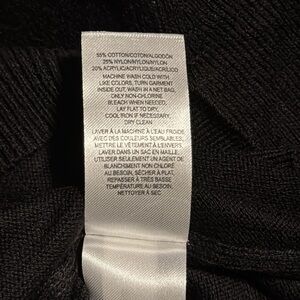 55% COTTON/COTON/ALGODÓN
25% NYLON/NYLON/NYLON
20% ACRYLIC/ACRYLIQUE/ACRÍLICO
MACHINE WASH COLD WITH
LIKE COLORS, TURN GARMENT
INSIDE OUT, WASH IN A NET BAG,
ONLY NON-CHLORINE
BLEACH WHEN NEEDED,
LAY FLAT TO DRY,
COOL IRON IF NECESSARY,
DRY CLEAN
LAVER À LA MACHINE À L'EAU FROIDE
AVEC DES COULEURS SEMBLABLES,
METTRE LE VÊTEMENT À L'ENVERS,
LAVER DANS UN SAC EN MAILLE,
UTILISER SEULEMENT UN AGENT DE
BLANCHIMENT NON CHLORÉ
AU BESOIN, SÉCHER À PLAT,
REPASSER À TRÈS BASSE
TEMPÉRATURE AU BESOIN,
NETTOYER À SEC